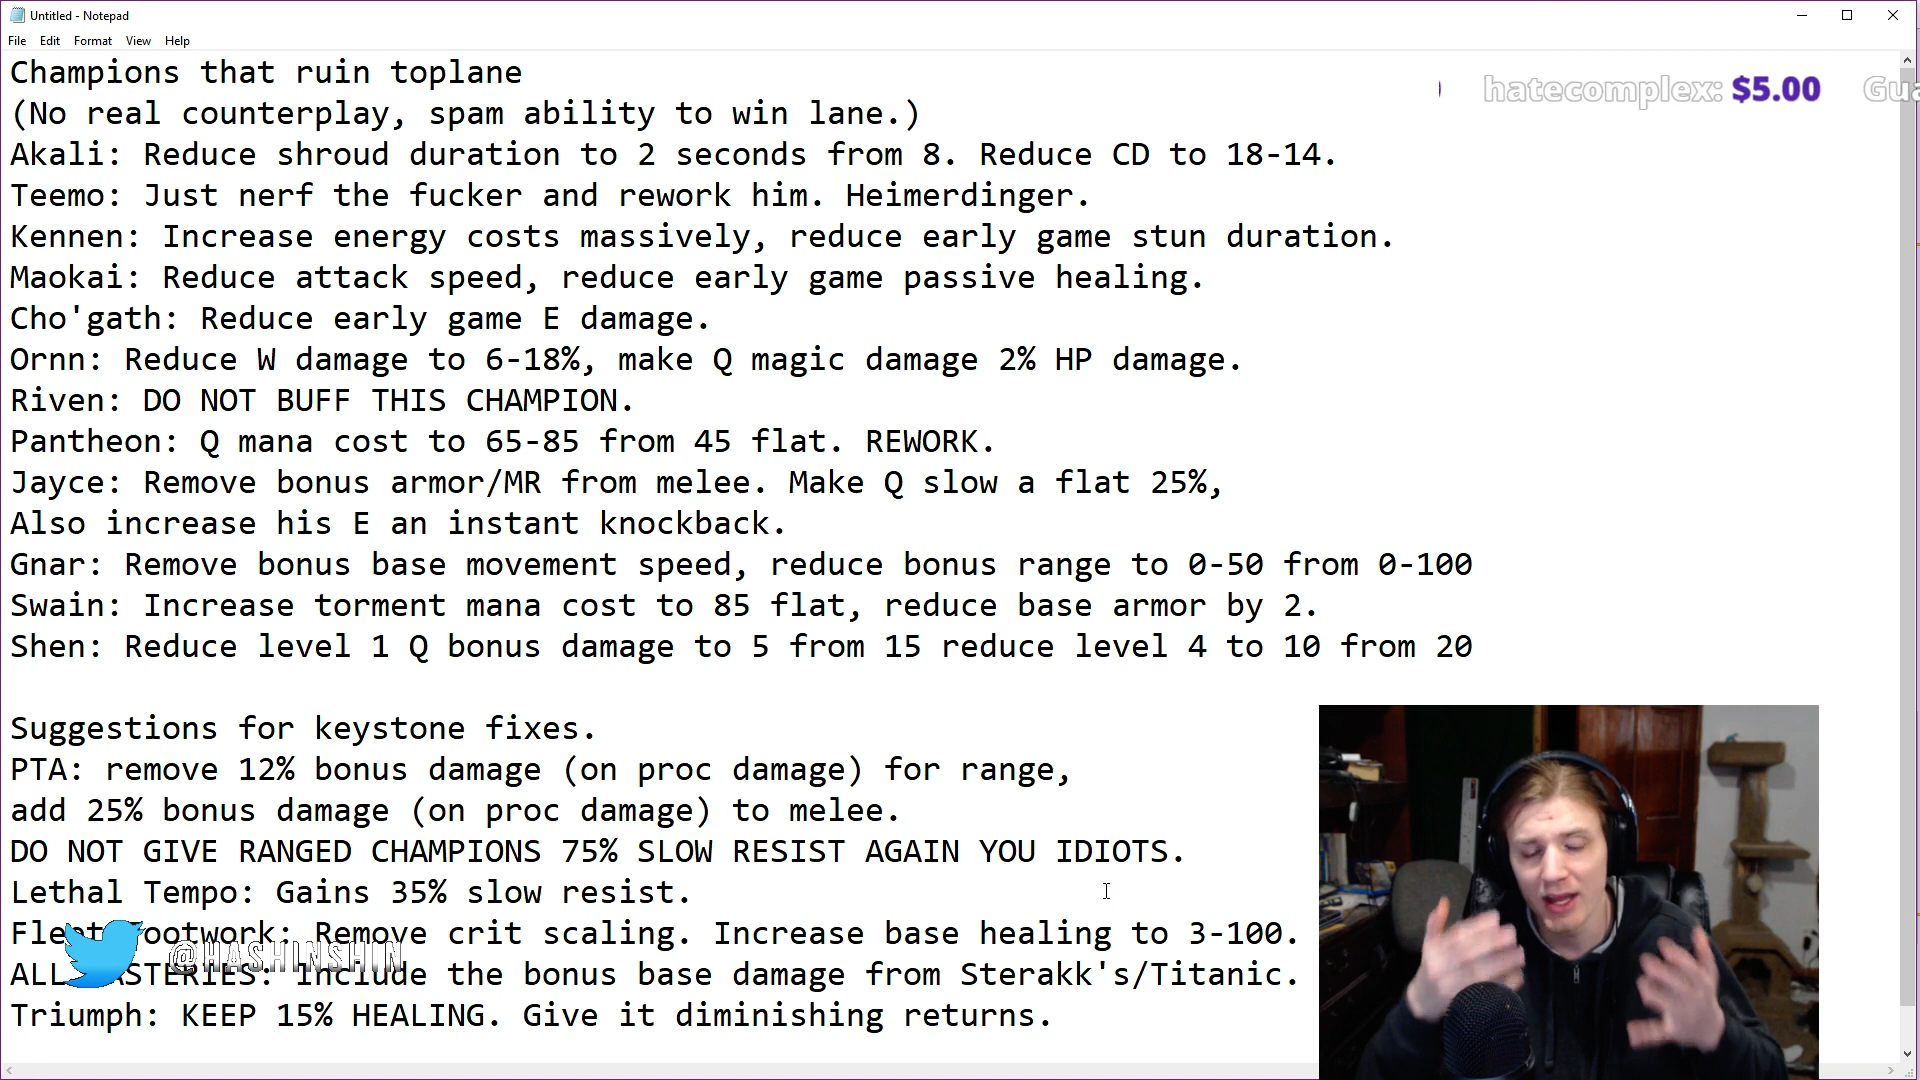 Untitled - Notepad
File Edit Format View Help
Champions that ruin toplane
hatecomplex: $5.00 Gua
(No real counterplay, spam ability to win lane.)
Akali: Reduce shroud duration to 2 seconds from 8. Reduce CD to 18-14.
Teemo: Just nerf the fucker and rework him. Heimerdinger.
Kennen: Increase energy costs massively, reduce early game stun duration.
Maokai: Reduce attack speed, reduce early game passive healing.
Cho'gath: Reduce early game E damage.
Ornn: Reduce W damage to 6-18%, make Q magic damage 2% HP damage.
Riven: DO NOT BUFF THIS CHAMPION.
Pantheon: Q mana cost to 65-85 from 45 flat. REWORK.
Jayce: Remove bonus armor/MR from melee. Make Q slow a flat 25%,
Also increase his E an instant knockback.
Gnar: Remove bonus base movement speed, reduce bonus range to 0-50 from 0-100
Swain: Increase torment mana cost to 85 flat, reduce base armor by 2.
Shen: Reduce level 1 Q bonus damage to 5 from 15 reduce level 4 to 10 from 20
Suggestions for keystone fixes.
PTA: remove 12% bonus damage (on proc damage) for range,
add 25% bonus damage (on proc damage) to melee.
DO NOT GIVE RANGED CHAMPIONS 75% SLOW RESIST AGAIN YOU IDIOTS.
Lethal Tempo: Gains 35% slow resist.
Fleet Footwork: Remove crit scaling. Increase base healing to 3-100.
@HASHINSHIN
ALL MASTERIES: Include the bonus base damage from Sterakk's/Titanic.
Triumph: KEEP 15% HEALING. Give it diminishing returns.